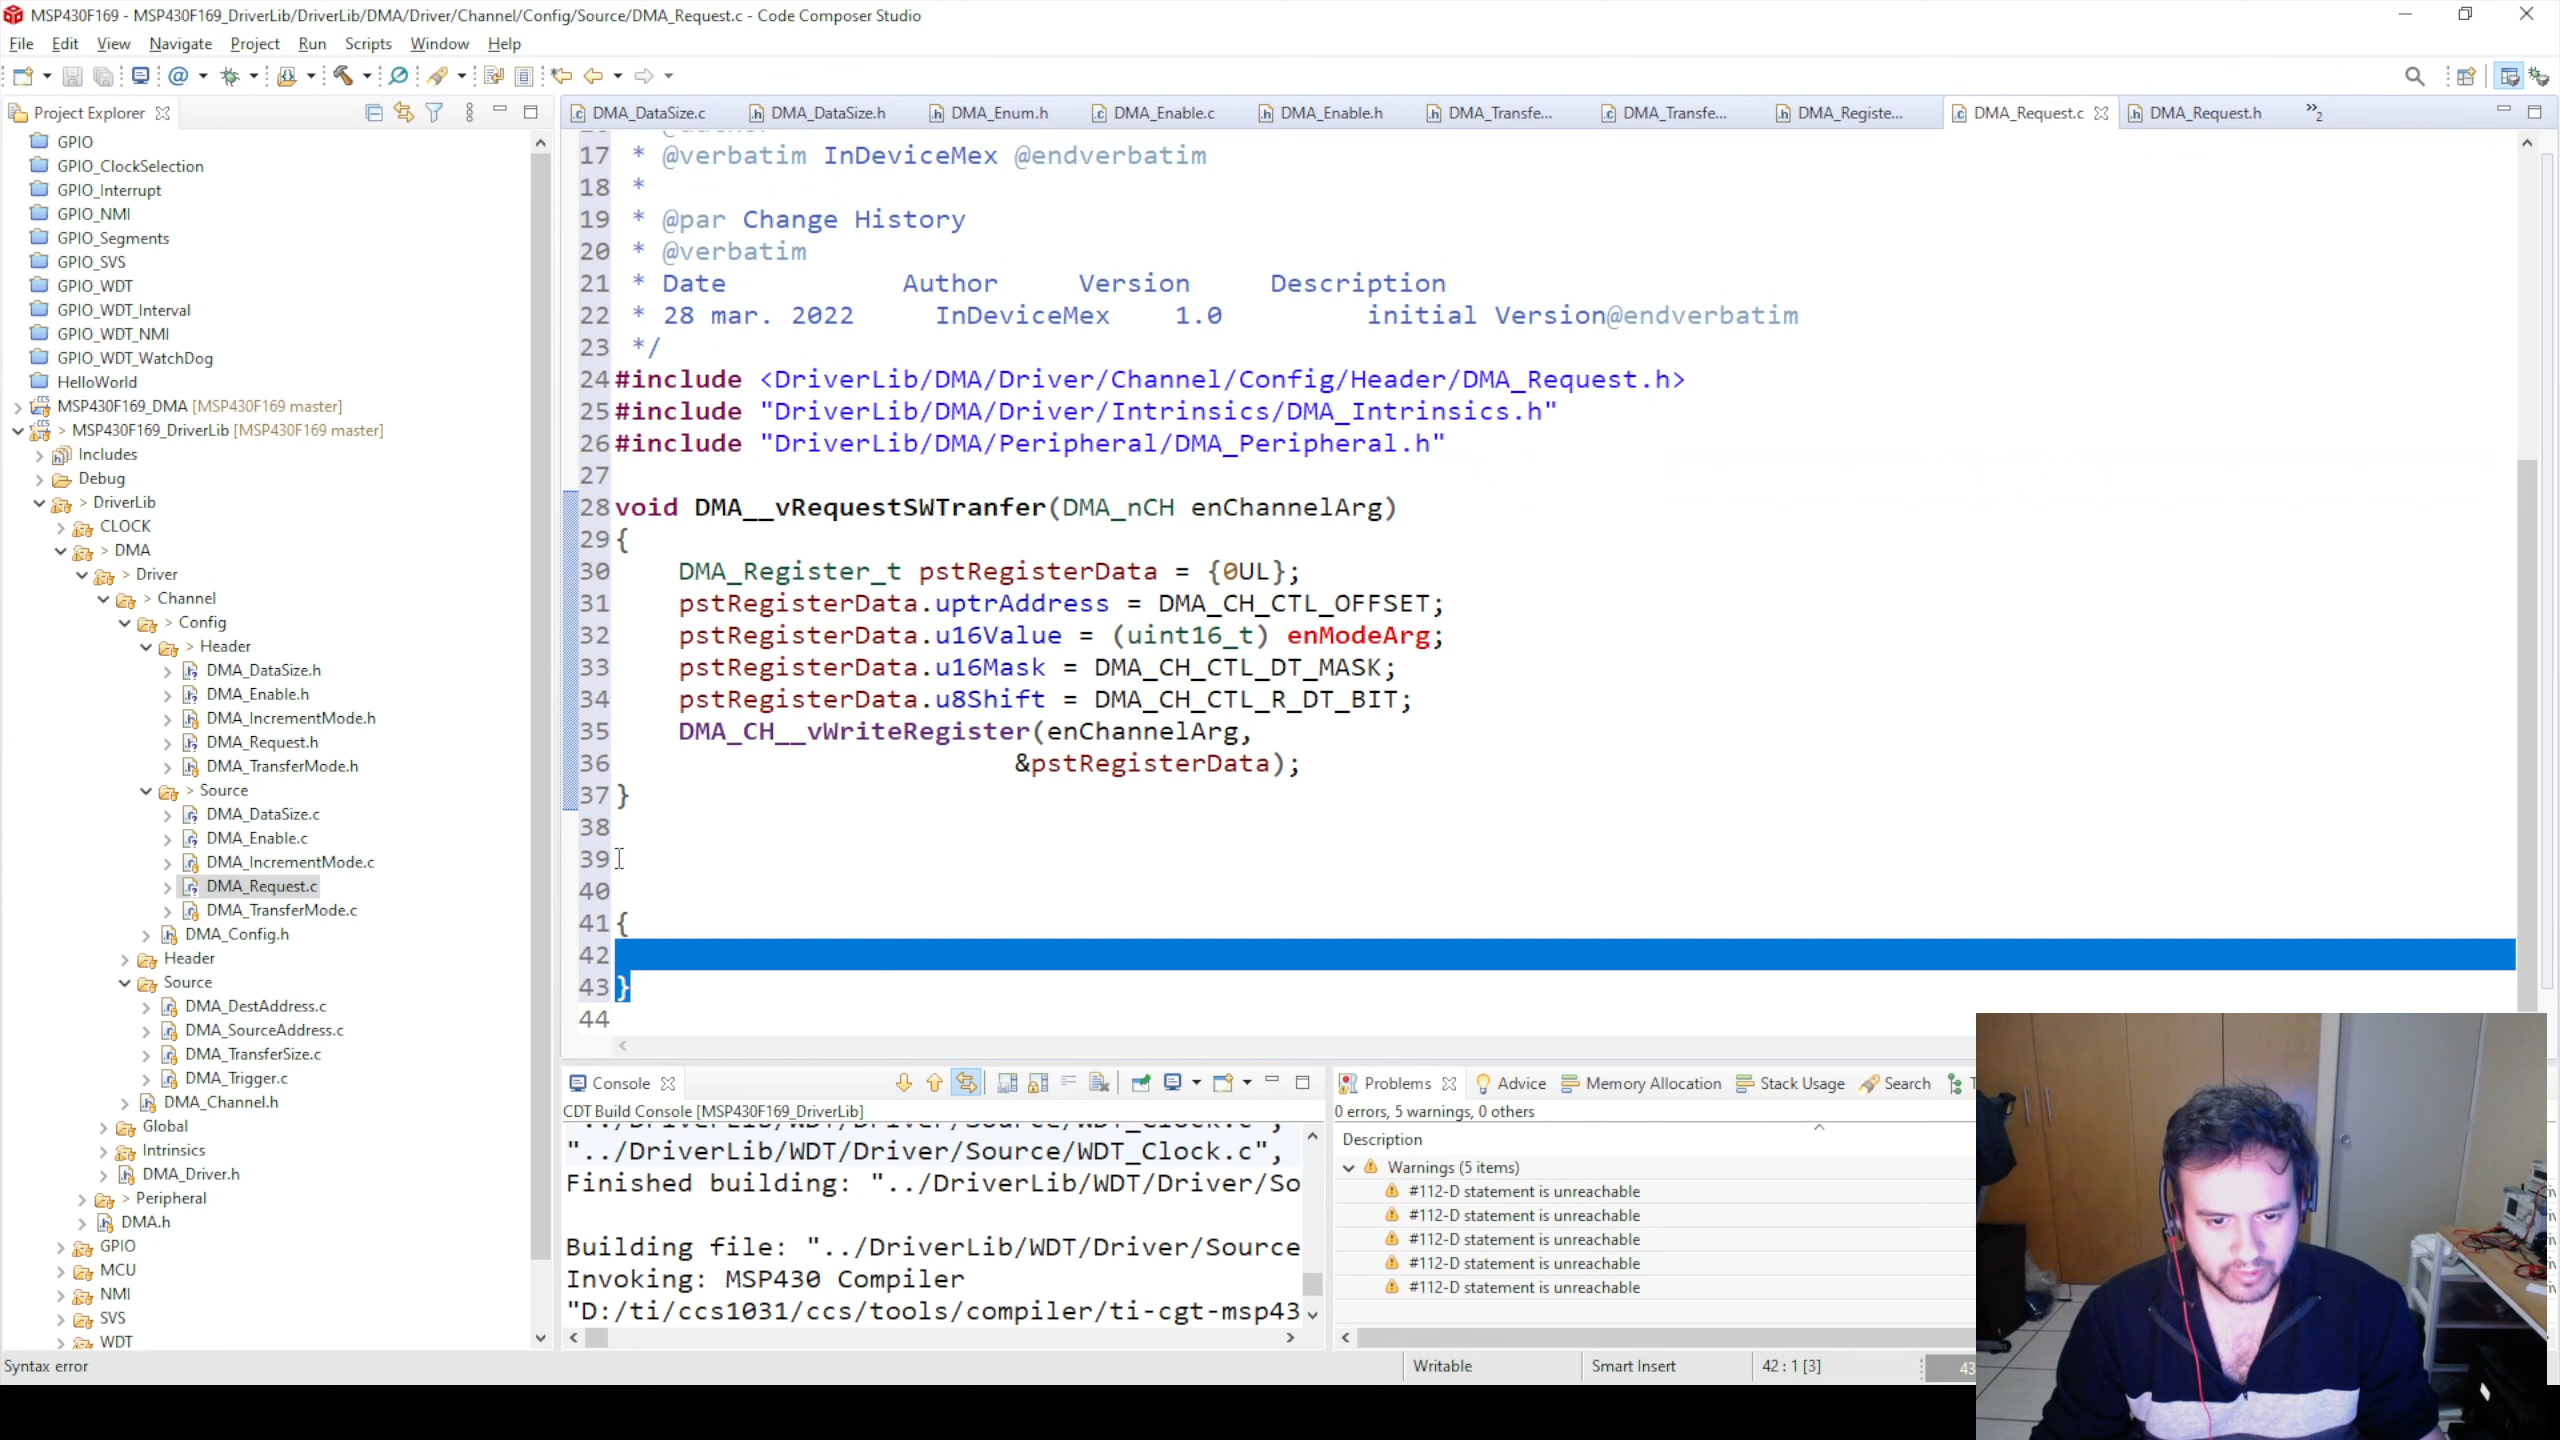 MSP430F169 - MSP430F169_DriverLib/DriverLib/DMA/Driver/Channel/Config/Source/DMA_Request.c - Code Composer Studio
File Edit View Navigate Project Run Scripts Window Help
Project Explorer
GPIO
GPIO_ClockSelection
GPIO_Interrupt
GPIO_NMI
GPIO_Segments
GPIO_SVS
GPIO_WDT
GPIO_WDT_Interval
GPIO_WDT_NMI
GPIO_WDT_WatchDog
HelloWorld
MSP430F169_DMA [MSP430F169 master]
> MSP430F169_DriverLib [MSP430F169 master]
Includes
Debug
> DriverLib
CLOCK
> DMA
> Driver
> Channel
> Config
> Header
DMA_DataSize.h
DMA_Enable.h
DMA_IncrementMode.h
DMA_Request.h
DMA_TransferMode.h
> Source
DMA_DataSize.c
DMA_Enable.c
DMA_IncrementMode.c
DMA_Request.c
DMA_TransferMode.c
DMA_Config.h
Header
Source
DMA_DestAddress.c
DMA_SourceAddress.c
DMA_TransferSize.c
DMA_Trigger.c
DMA_Channel.h
Global
Intrinsics
DMA_Driver.h
> Peripheral
DMA.h
GPIO
MCU
NMI
SVS
WDT
DMA_DataSize.c DMA_DataSize.h DMA_Enum.h DMA_Enable.c DMA_Enable.h DMA_Transfe... DMA_Transfe... DMA_Registe... DMA_Request.c DMA_Request.h »2
17 * @verbatim InDeviceMex @endverbatim
18 *
19 * @par Change History
20 * @verbatim
21 * Date Author Version Description
22 * 28 mar. 2022 InDeviceMex 1.0 initial Version@endverbatim
23 */
24 #include <DriverLib/DMA/Driver/Channel/Config/Header/DMA_Request.h>
25 #include "DriverLib/DMA/Driver/Intrinsics/DMA_Intrinsics.h"
26 #include "DriverLib/DMA/Peripheral/DMA_Peripheral.h"
27
28 void DMA__vRequestSWTranfer(DMA_nCH enChannelArg)
29 {
30 DMA_Register_t pstRegisterData = {0UL};
31 pstRegisterData.uptrAddress = DMA_CH_CTL_OFFSET;
32 pstRegisterData.u16Value = (uint16_t) enModeArg;
33 pstRegisterData.u16Mask = DMA_CH_CTL_DT_MASK;
34 pstRegisterData.u8Shift = DMA_CH_CTL_R_DT_BIT;
35 DMA_CH__vWriteRegister(enChannelArg,
36 &pstRegisterData);
37 }
38
39
40
41 {
42
43 }
44
Console
CDT Build Console [MSP430F169_DriverLib]
"../DriverLib/WDT/Driver/Source/WDT_Clock.c",
"../DriverLib/WDT/Driver/Source/WDT_Clock.c",
Finished building: "../DriverLib/WDT/Driver/So
Building file: "../DriverLib/WDT/Driver/Source
Invoking: MSP430 Compiler
"D:/ti/ccs1031/ccs/tools/compiler/ti-cgt-msp43
Problems Advice Memory Allocation Stack Usage Search
0 errors, 5 warnings, 0 others
Description
Warnings (5 items)
#112-D statement is unreachable
#112-D statement is unreachable
#112-D statement is unreachable
#112-D statement is unreachable
#112-D statement is unreachable
Syntax error Writable Smart Insert 42 : 1 [3] 43